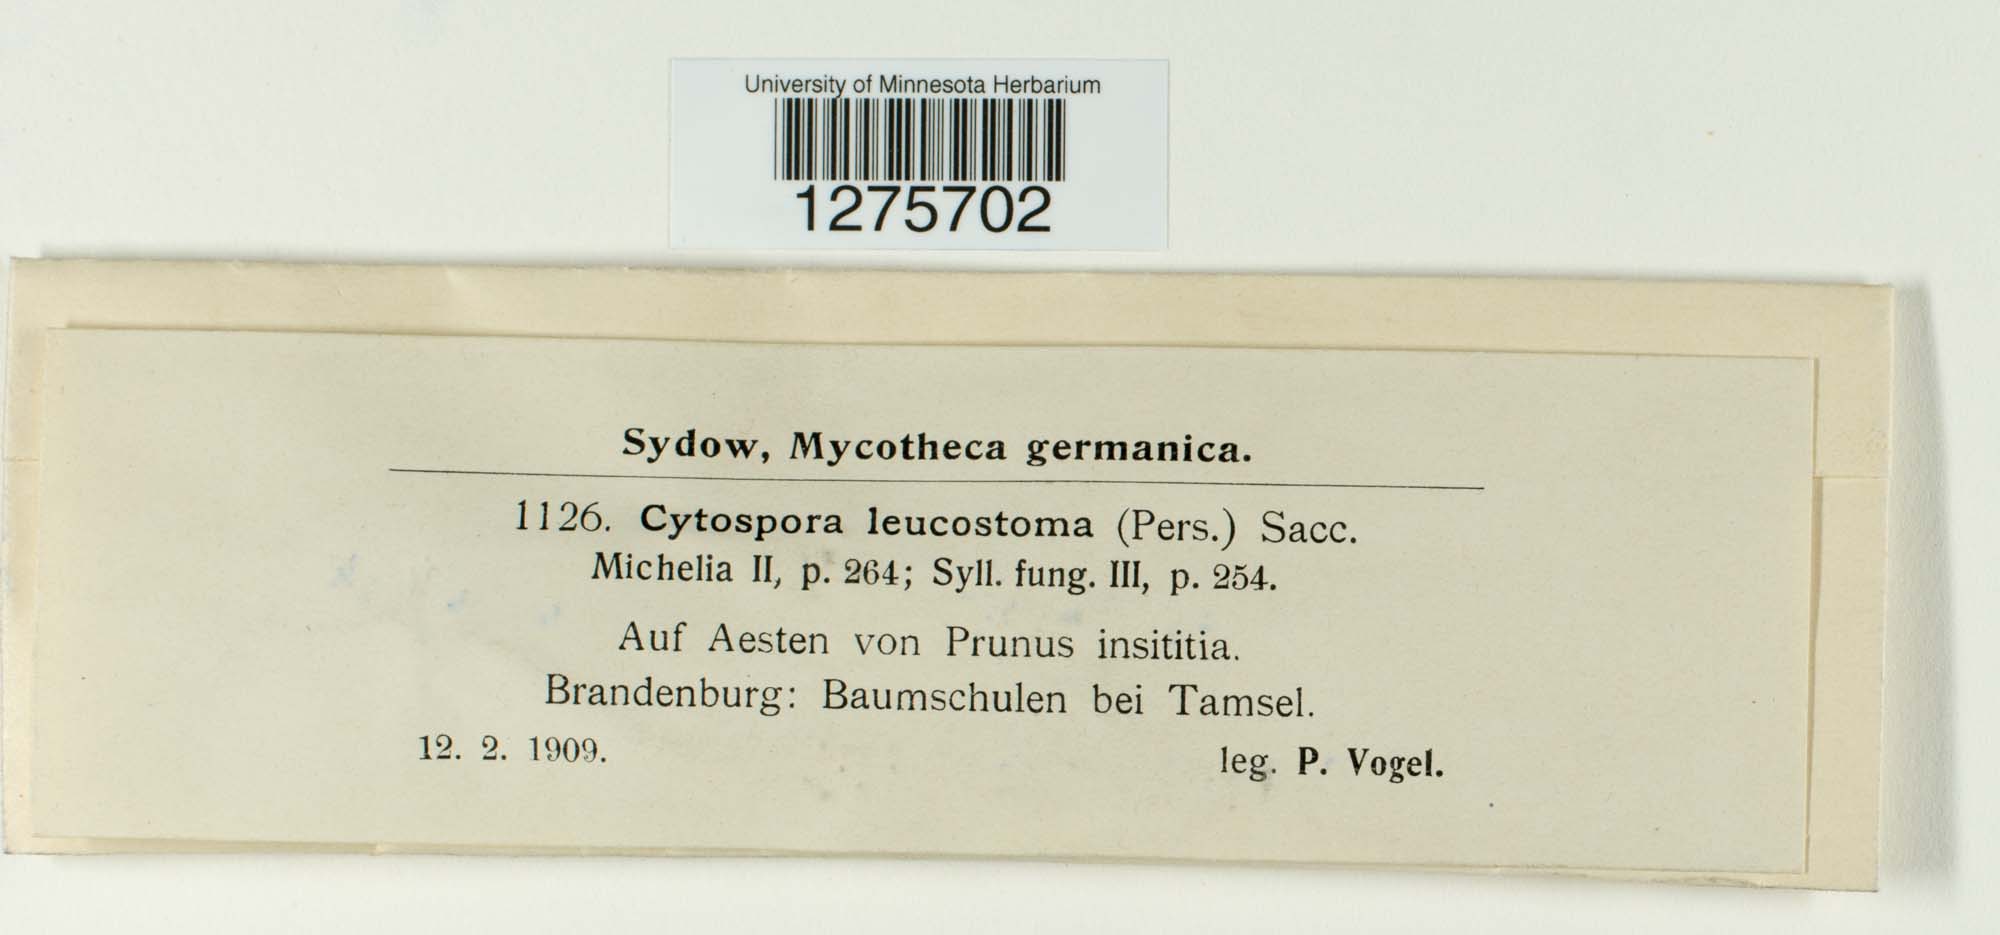 University of Minnesota Herbarium
1275702
Sydow, Mycotheca germanica.
1126. Cytospora leucostoma (Pers.) Sacc.
Michelia II, p. 264; Syll. fung. III, p. 254.
Auf Aesten von Prunus insititia.
Brandenburg: Baumschulen bei Tamsel.
12. 2. 1909. leg. P. Vogel.